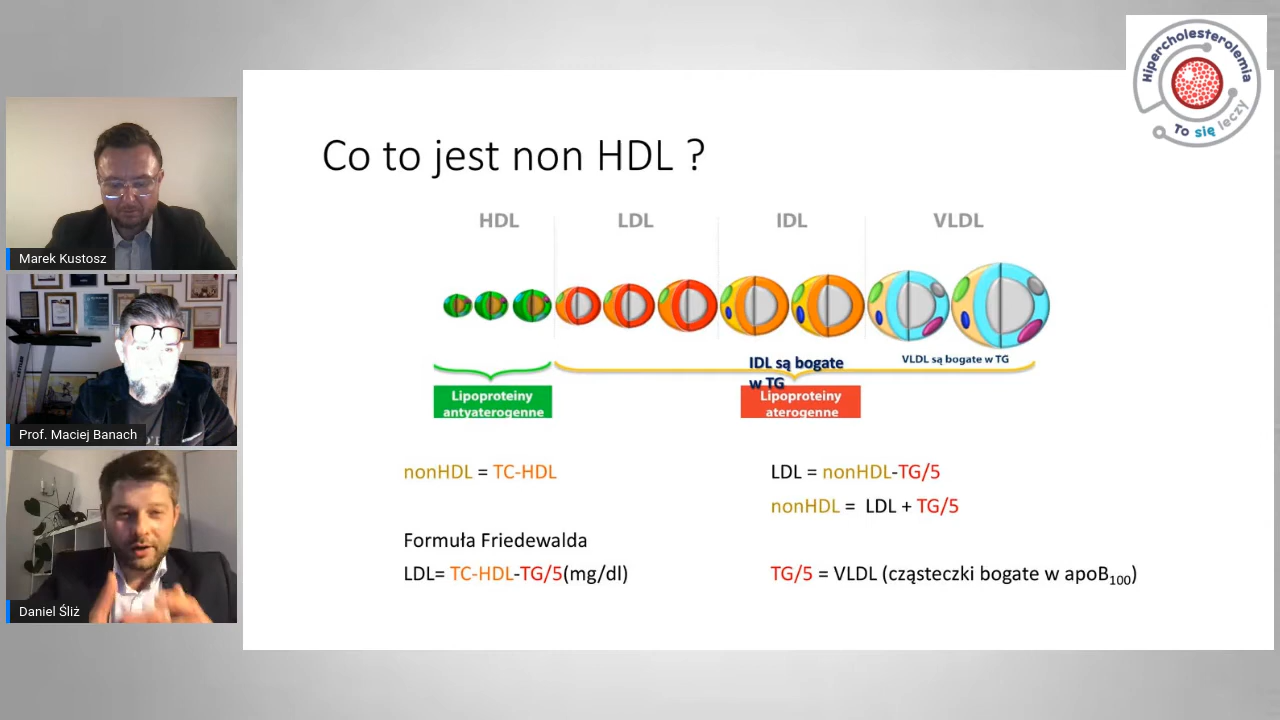 Hipercholesterolemia
To się leczy
Co to jest non HDL ?
HDL LDL IDL VLDL
IDL są bogate
w TG
VLDL są bogate w TG
Lipoproteiny
antyaterogenne
Lipoproteiny
aterogenne
nonHDL = TC-HDL
LDL = nonHDL-TG/5
nonHDL = LDL + TG/5
Formuła Friedewalda
LDL= TC-HDL-TG/5(mg/dl)
TG/5 = VLDL (cząsteczki bogate w apoB100)
Marek Kustosz
Prof. Maciej Banach
Daniel Śliż